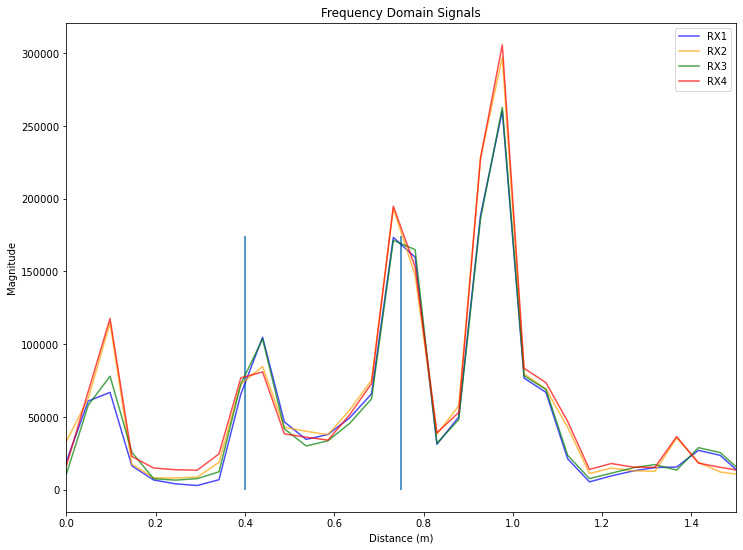 Frequency Domain Signals
RX1
RX2
RX3
RX4
Magnitude
300000
250000
200000
150000
100000
50000
0
0.0 0.2 0.4 0.6 0.8 1.0 1.2 1.4
Distance (m)